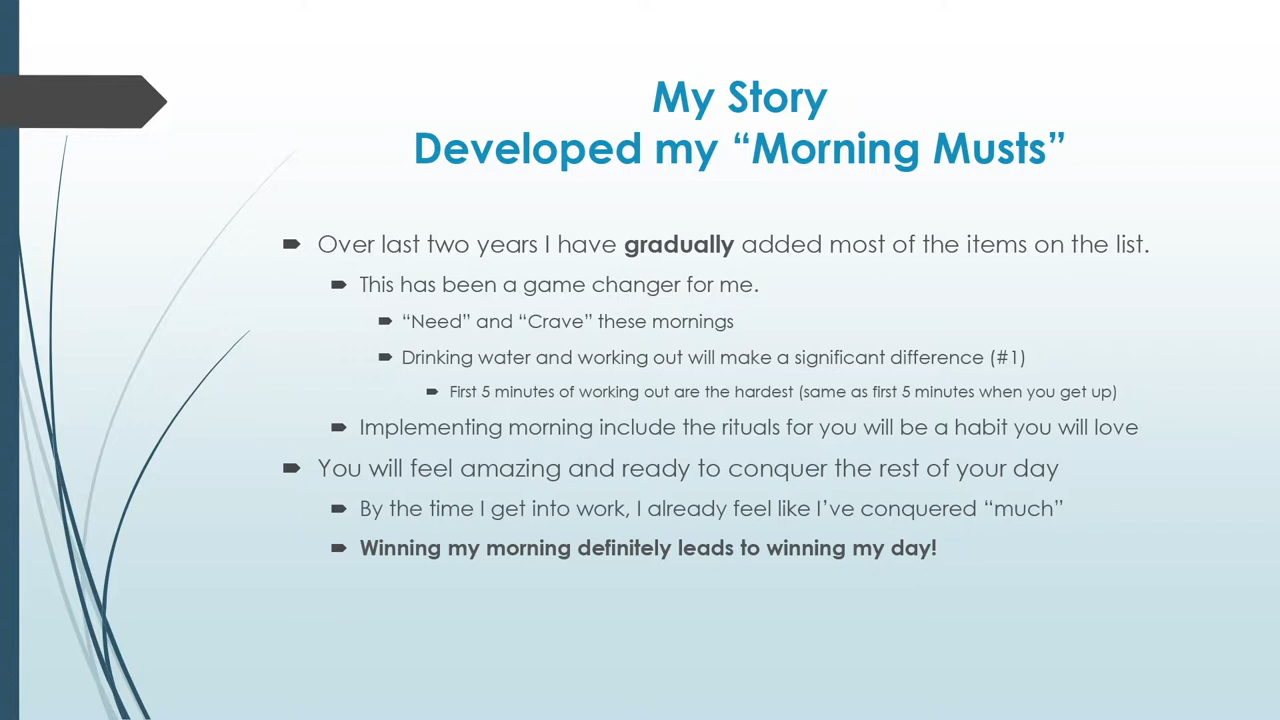 My Story
Developed my “Morning Musts”
Over last two years I have gradually added most of the items on the list.
This has been a game changer for me.
“Need” and “Crave” these mornings
Drinking water and working out will make a significant difference (#1)
First 5 minutes of working out are the hardest (same as first 5 minutes when you get up)
Implementing morning include the rituals for you will be a habit you will love
You will feel amazing and ready to conquer the rest of your day
By the time I get into work, I already feel like I’ve conquered “much”
Winning my morning definitely leads to winning my day!